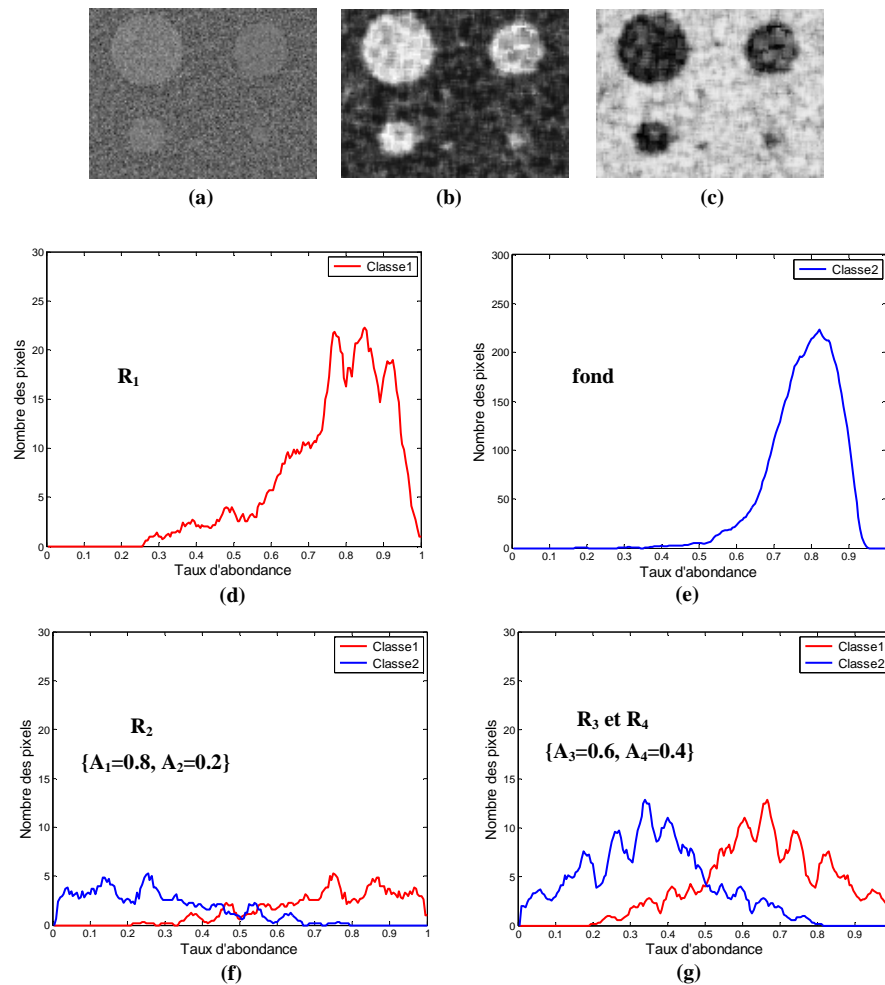 (a) (b) (c)
30
25
20
15
10
5
0
0 0.1 0.2 0.3 0.4 0.5 0.6 0.7 0.8 0.9 1
Nombre des pixels
Taux d'abondance
Classe1
R1
(d)
300
250
200
150
100
50
0
0 0.1 0.2 0.3 0.4 0.5 0.6 0.7 0.8 0.9
Nombre des pixels
Taux d'abondance
Classe2
fond
(e)
30
25
20
15
10
5
0
0 0.1 0.2 0.3 0.4 0.5 0.6 0.7 0.8 0.9 1
Nombre des pixels
Taux d'abondance
Classe1
Classe2
R2
{A1=0.8, A2=0.2}
(f)
30
25
20
15
10
5
0
0 0.1 0.2 0.3 0.4 0.5 0.6 0.7 0.8 0.9
Nombre des pixels
Taux d'abondance
Classe1
Classe2
R3 et R4
{A3=0.6, A4=0.4}
(g)